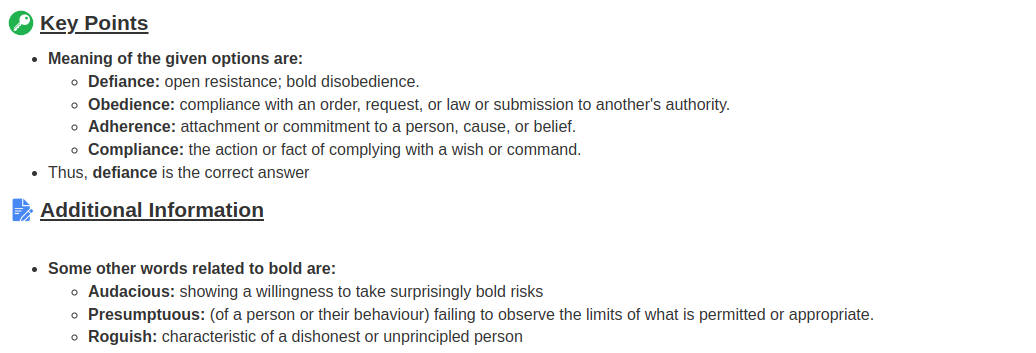 Key Points
• Meaning of the given options are:
◦ Defiance: open resistance; bold disobedience.
◦ Obedience: compliance with an order, request, or law or submission to another's authority.
◦ Adherence: attachment or commitment to a person, cause, or belief.
◦ Compliance: the action or fact of complying with a wish or command.
• Thus, defiance is the correct answer
Additional Information
• Some other words related to bold are:
◦ Audacious: showing a willingness to take surprisingly bold risks
◦ Presumptuous: (of a person or their behaviour) failing to observe the limits of what is permitted or appropriate.
◦ Roguish: characteristic of a dishonest or unprincipled person